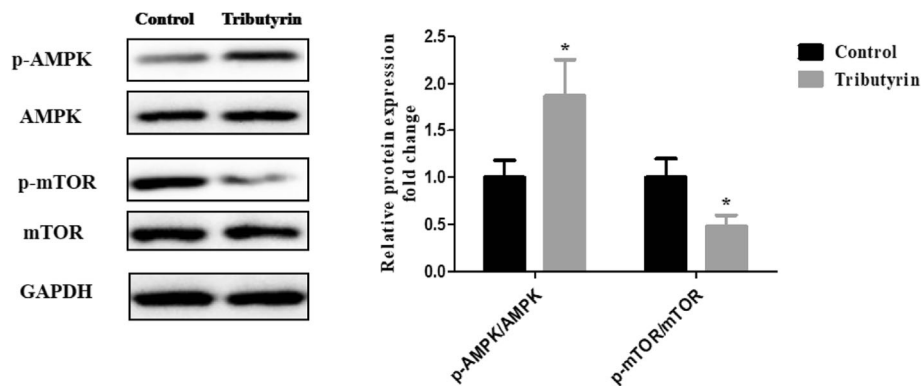 Control Tributyrin
p-AMPK
AMPK
p-mTOR
mTOR
GAPDH
Relative protein expression
fold change
2.5
2.0
1.5
1.0
0.5
0.0
*
*
p-AMPK/AMPK
p-mTOR/mTOR
Control
Tributyrin